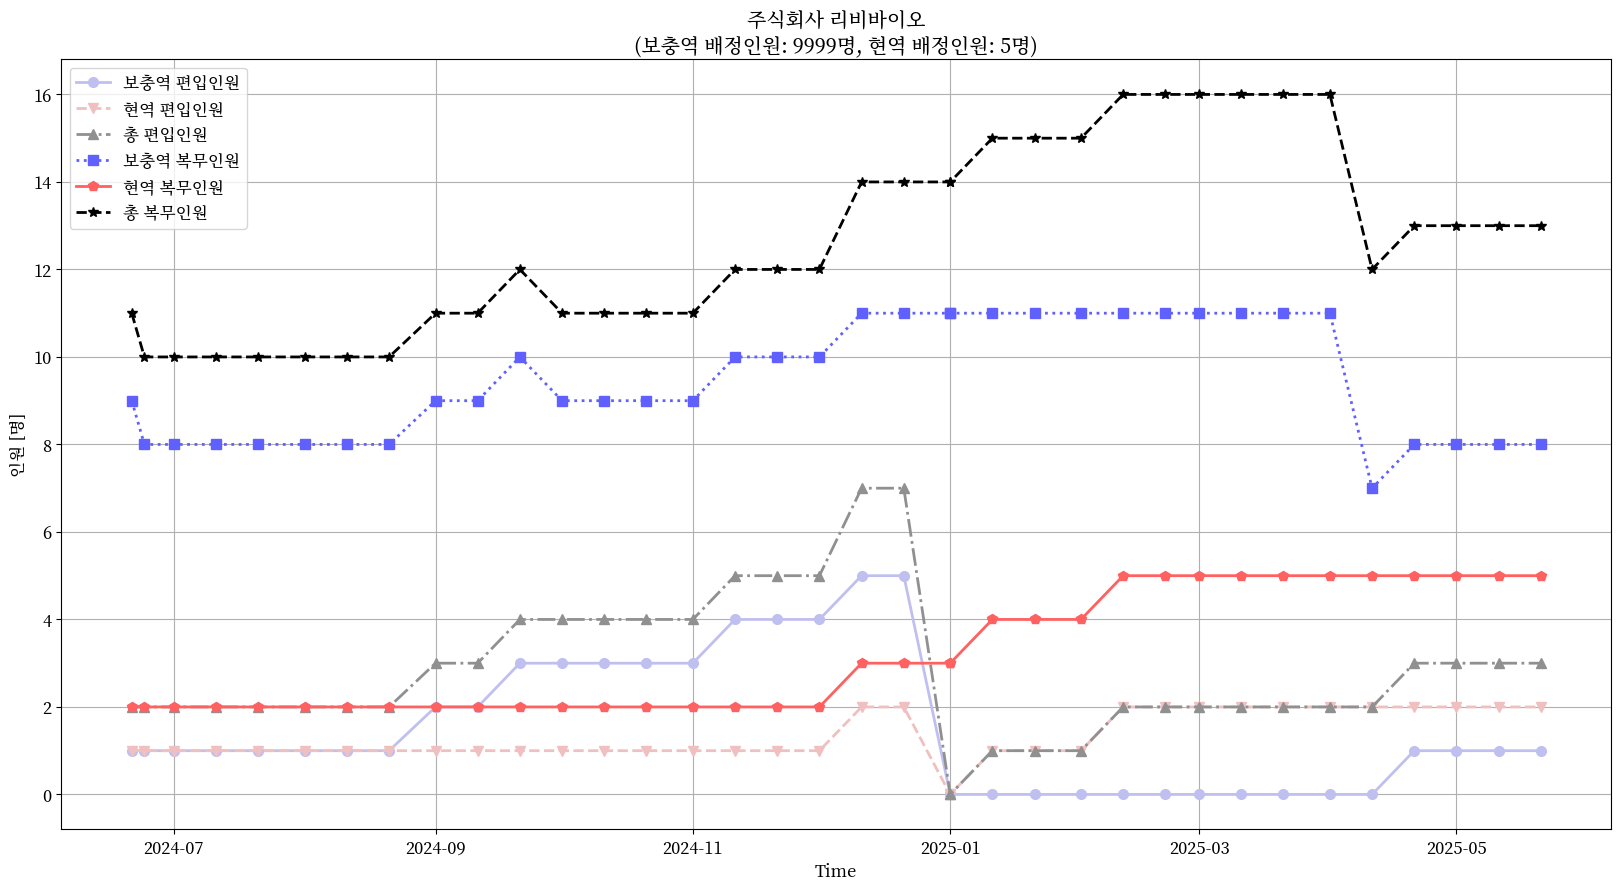 주식회사 리비바이오
(보충역 배정인원: 9999명, 현역 배정인원: 5명)
보충역 편입인원
현역 편입인원
총 편입인원
보충역 복무인원
현역 복무인원
총 복무인원
인원 [명]
16
14
12
10
8
6
4
2
0
2024-07
2024-09
2024-11
2025-01
2025-03
2025-05
Time